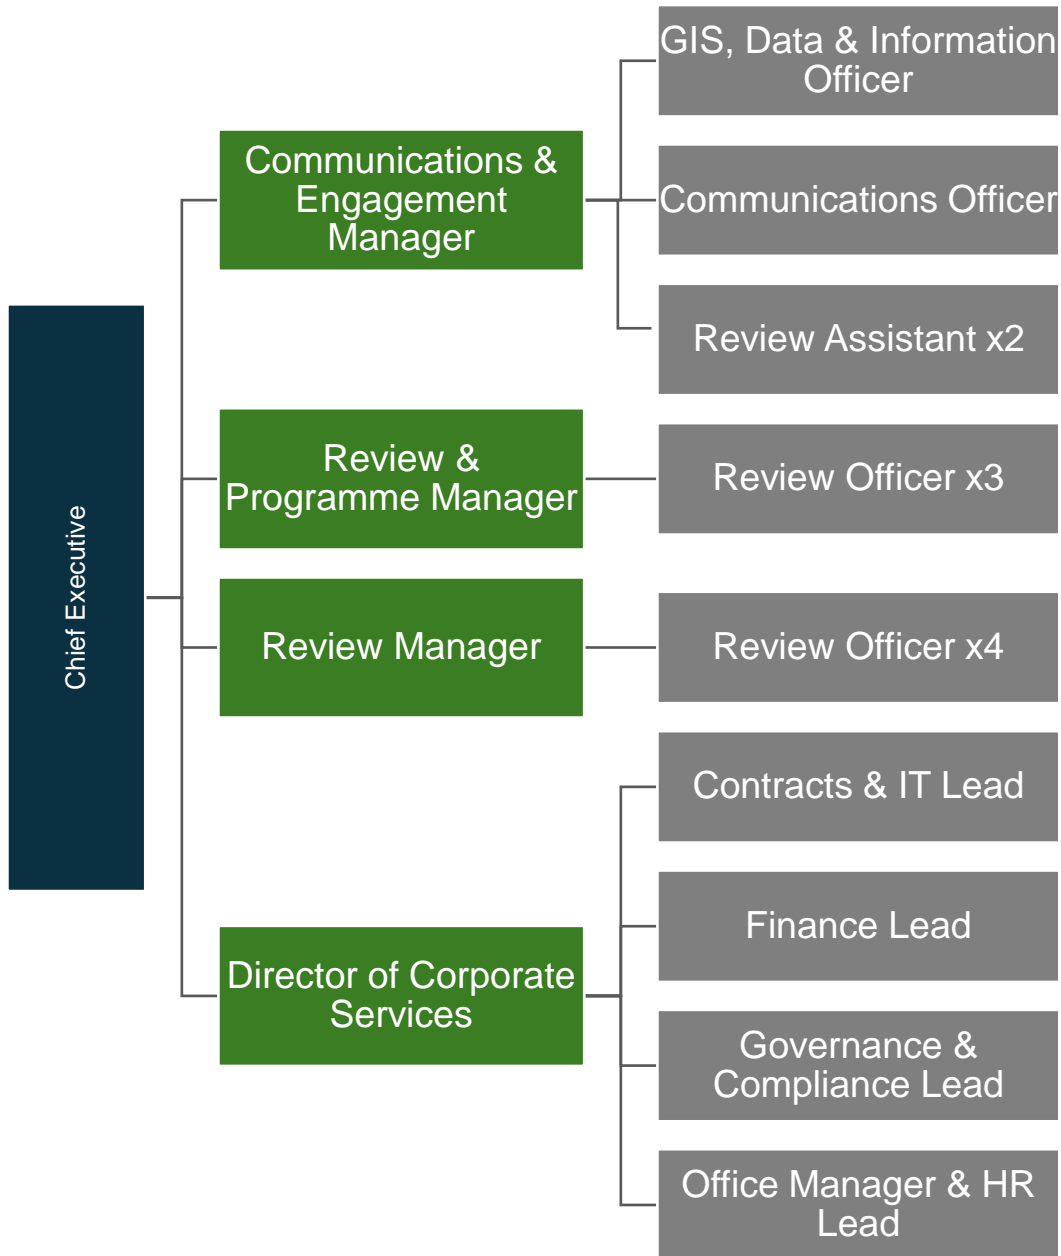 Chief Executive
Communications &
Engagement
Manager
GIS, Data & Information
Officer
Communications Officer
Review Assistant x2
Review &
Programme Manager
Review Officer x3
Review Manager
Review Officer x4
Director of Corporate
Services
Contracts & IT Lead
Finance Lead
Governance &
Compliance Lead
Office Manager & HR
Lead